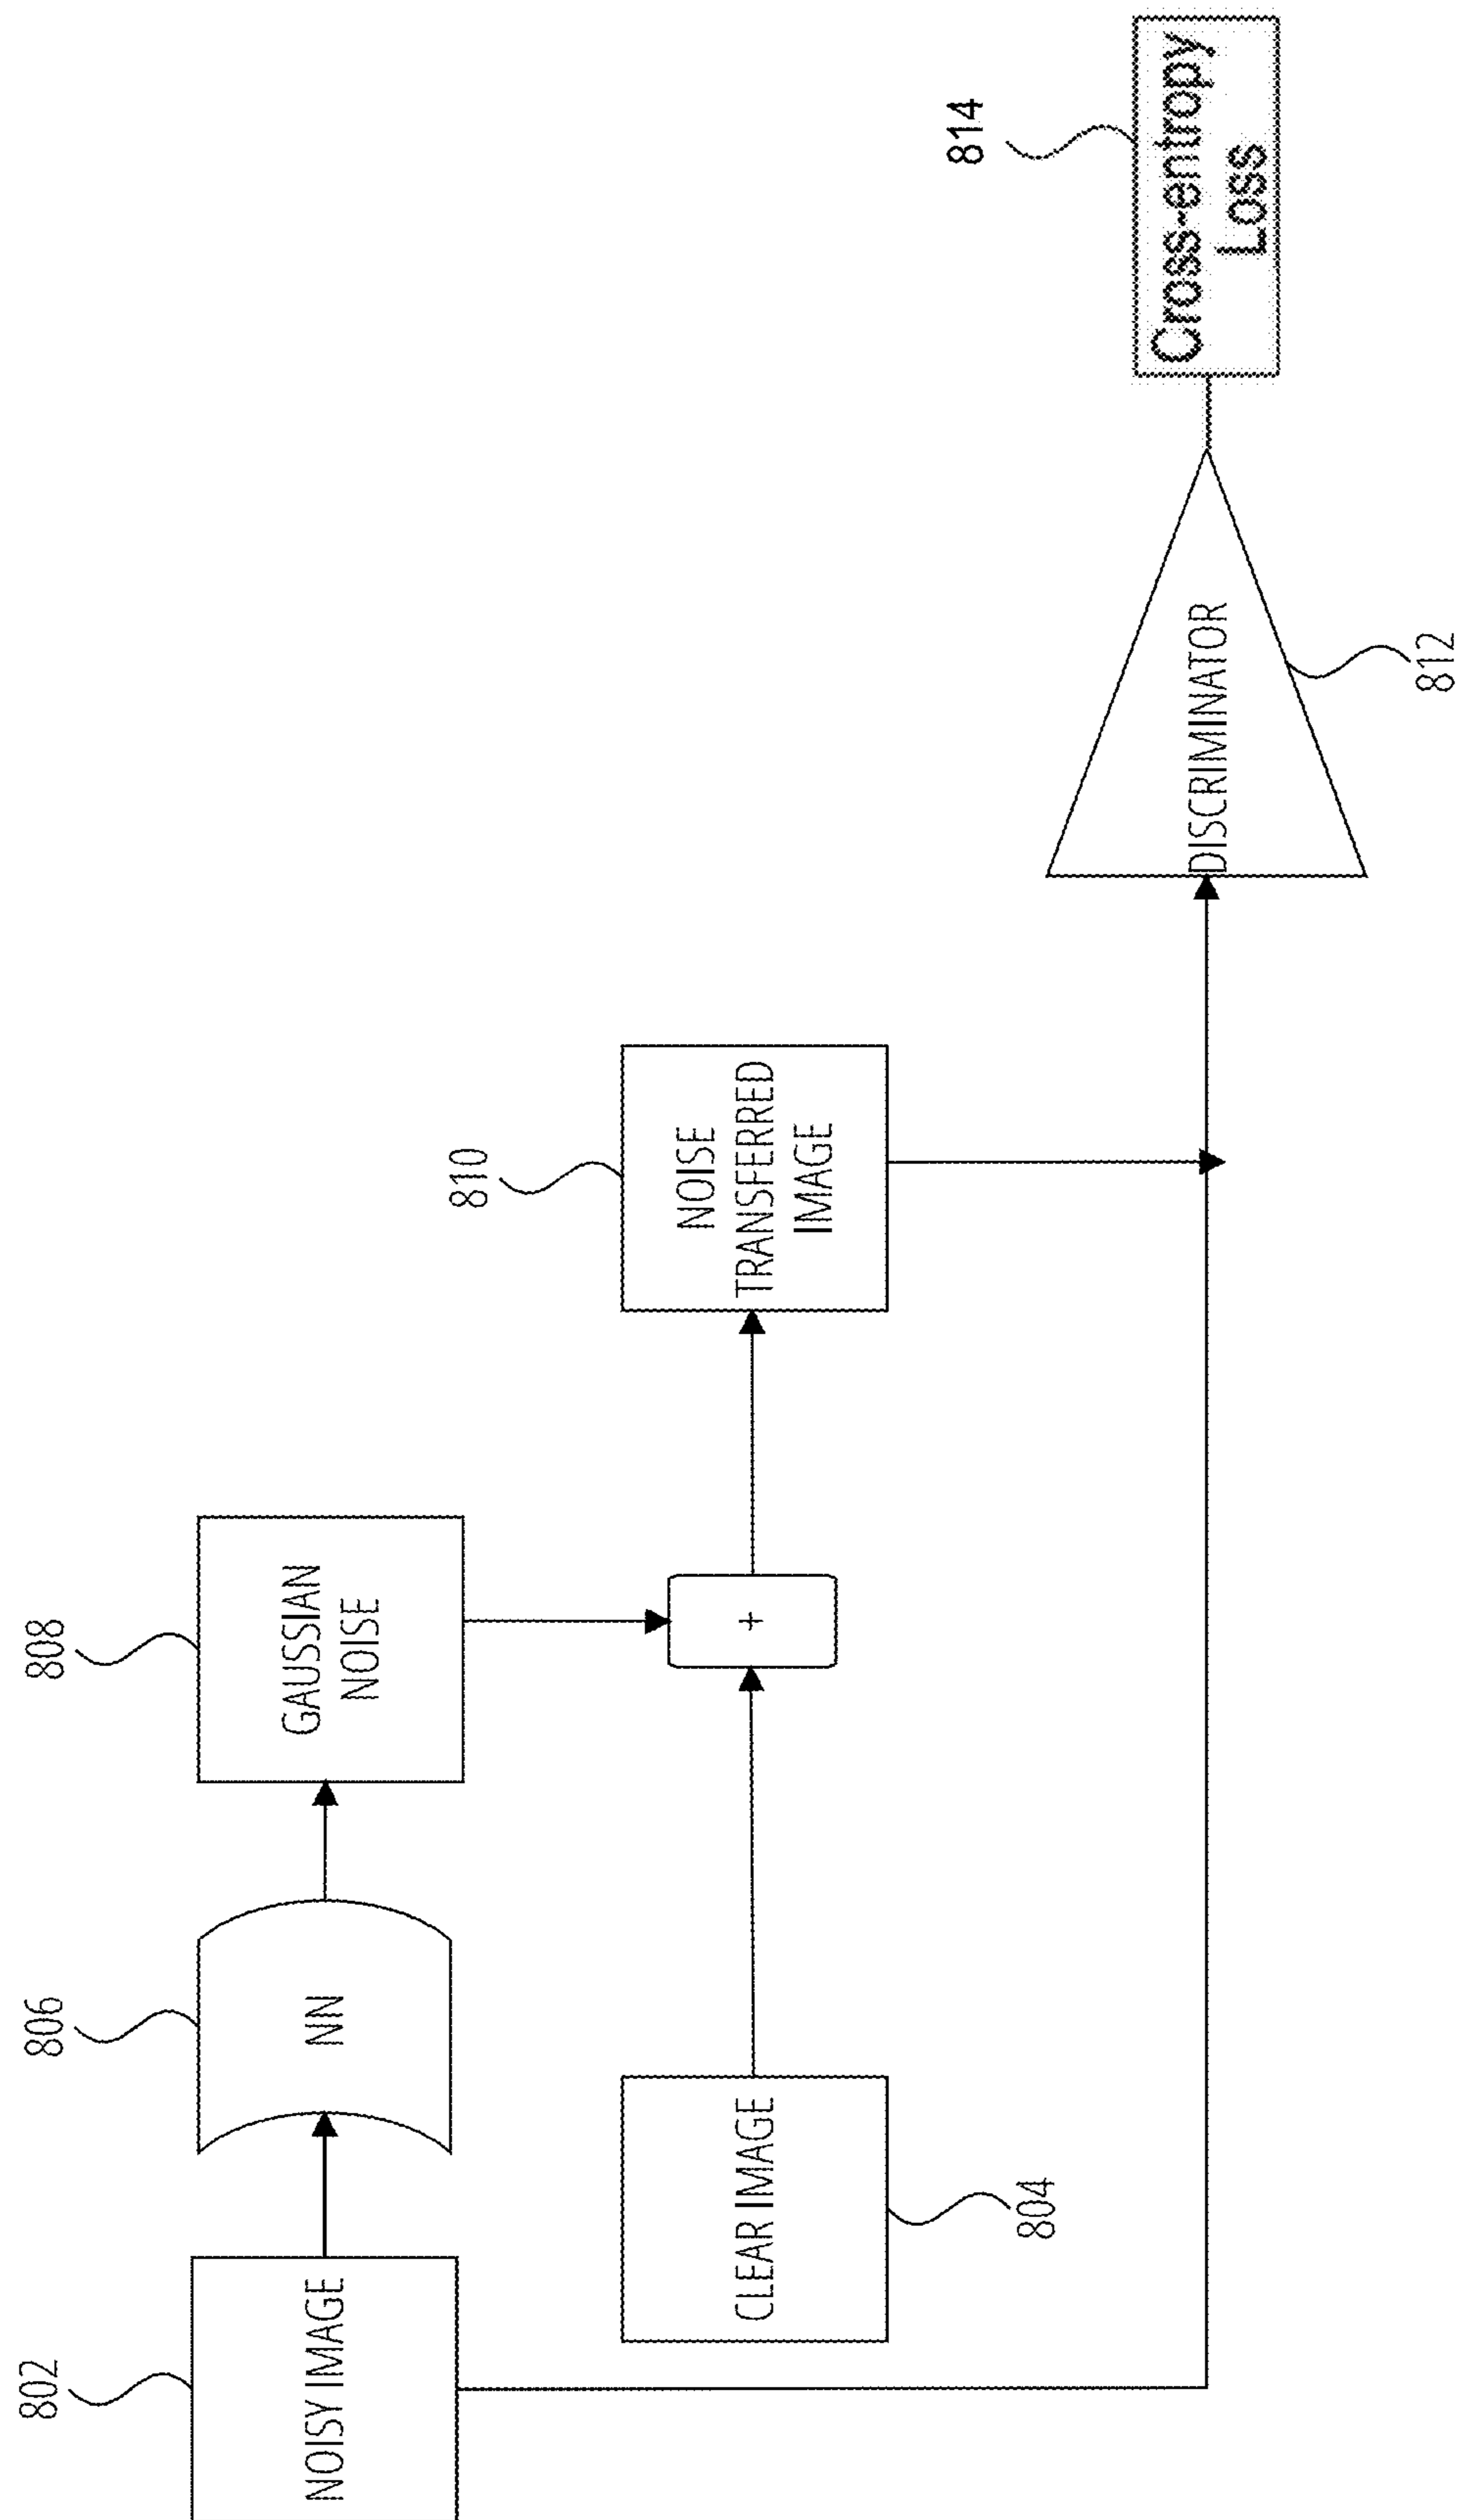 802
NOISY IMAGE
806
NN
808
GAUSSIAN
NOISE
CLEAR IMAGE
804
+
810
NOISE
TRANSFERRED
IMAGE
DISCRIMINATOR
812
814
Cross-entropy
Loss